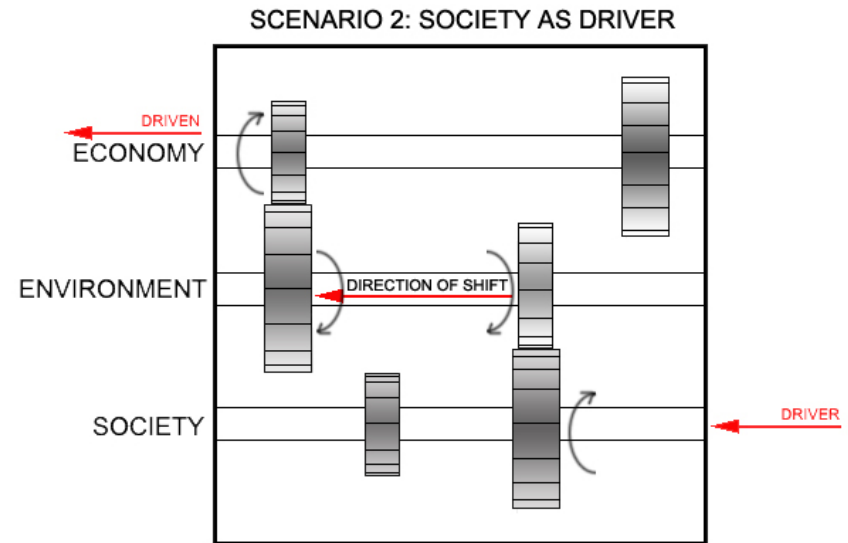 SCENARIO 2: SOCIETY AS DRIVER
DRIVEN
ECONOMY
ENVIRONMENT
DIRECTION OF SHIFT
SOCIETY
DRIVER